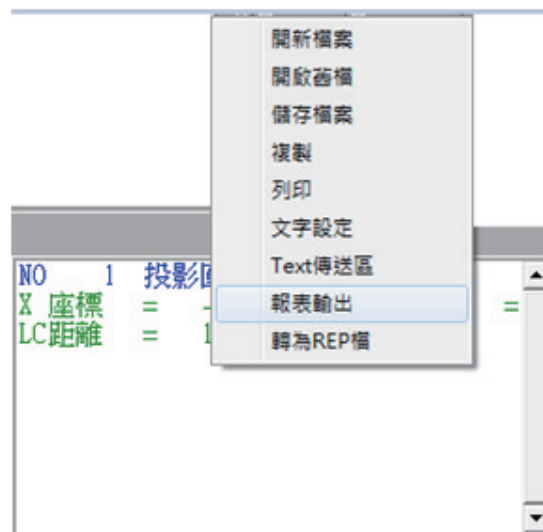 開新檔案
開啟舊檔
儲存檔案
複製
列印
文字設定
Text傳送區
報表輸出
轉為REP檔
NO 1 投影
X 座標 = - =
LC距離 = 1